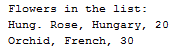 Flowers in the list:
Hung. Rose, Hungary, 20
Orchid, French, 30